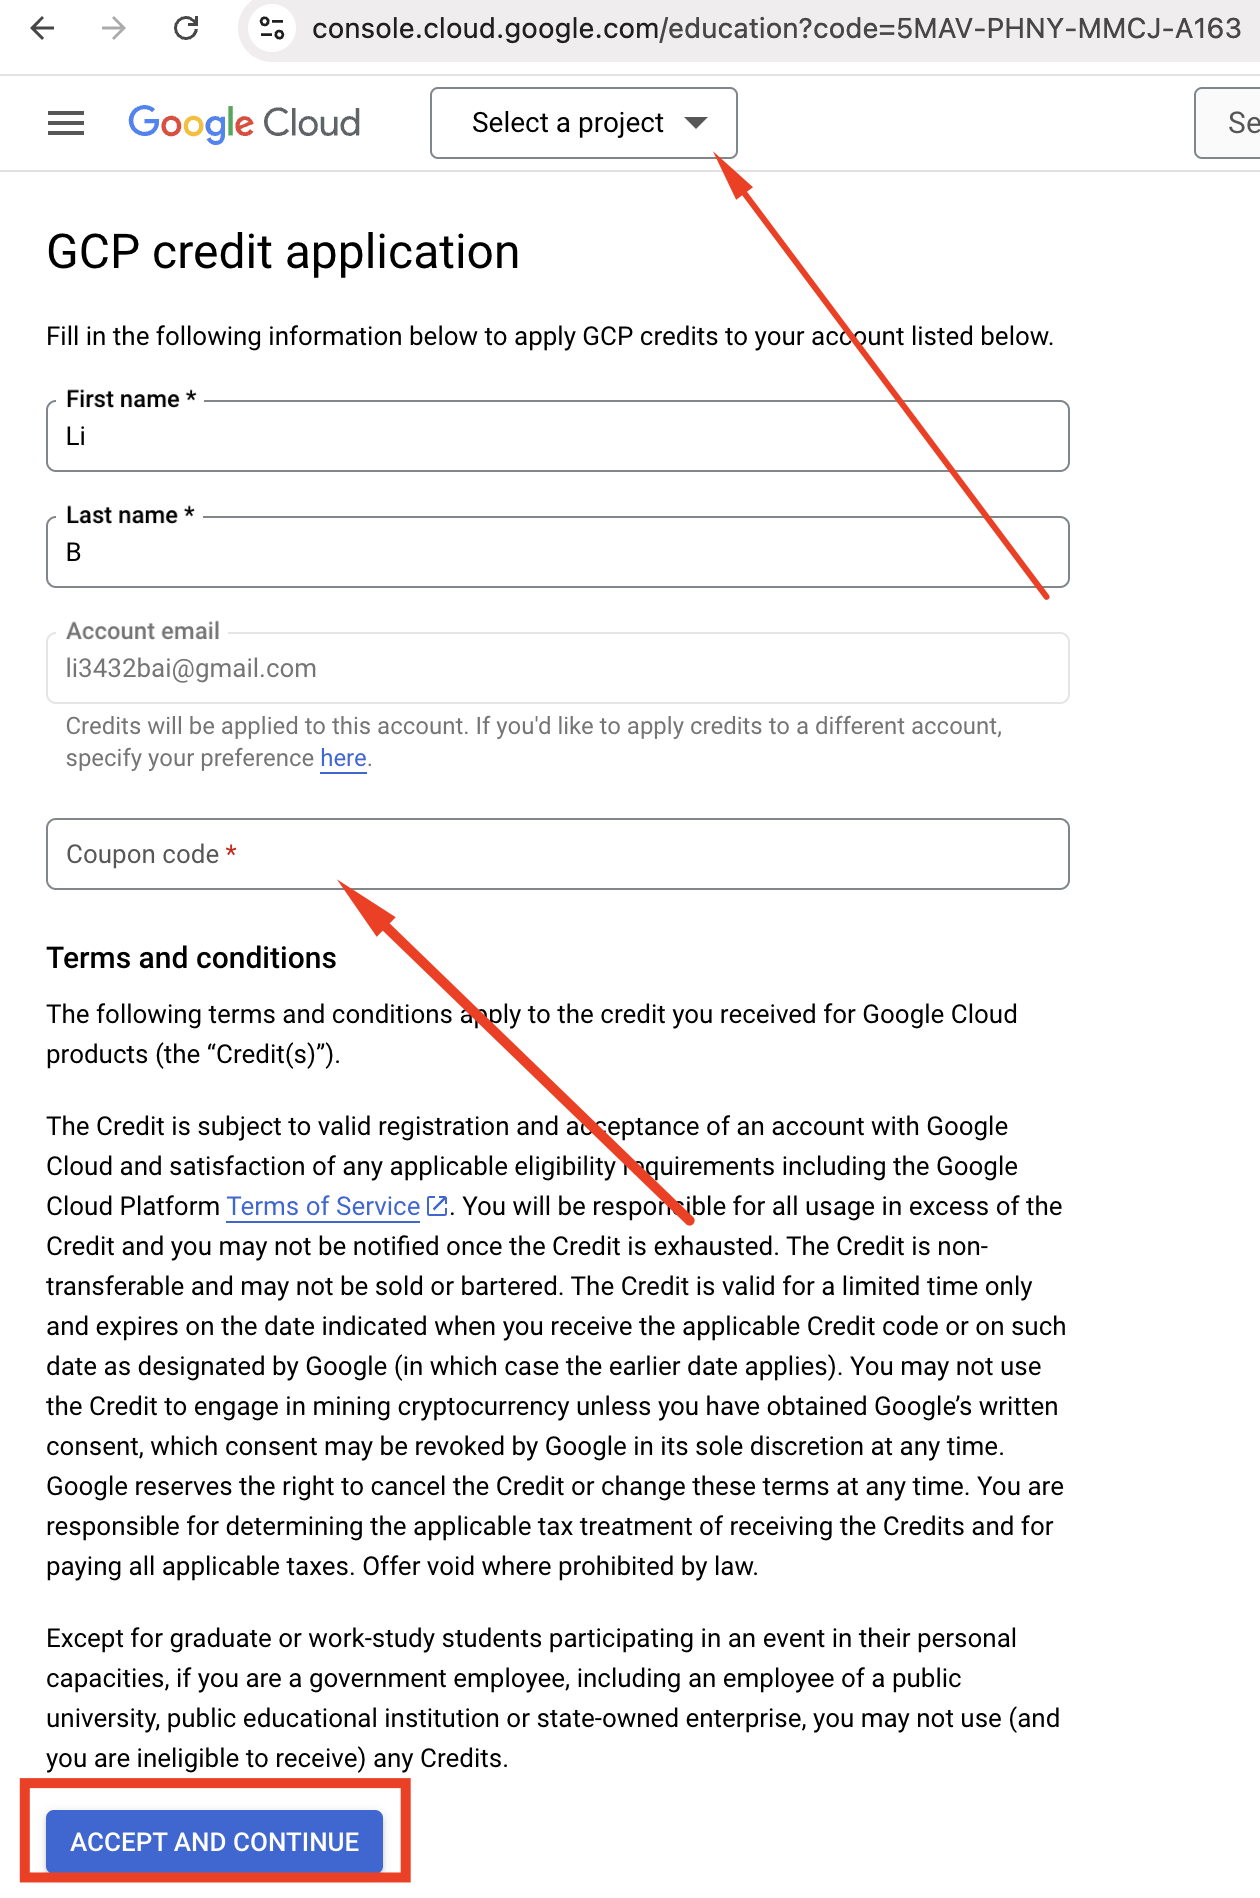 console.cloud.google.com/education?code=5MAV-PHNY-MMCJ-A163
Google Cloud
Select a project
Se
GCP credit application
Fill in the following information below to apply GCP credits to your account listed below.
First name *
Li
Last name *
B
Account email
li3432bai@gmail.com
Credits will be applied to this account. If you'd like to apply credits to a different account,
specify your preference here.
Coupon code *
Terms and conditions
The following terms and conditions apply to the credit you received for Google Cloud
products (the “Credit(s)”).
The Credit is subject to valid registration and acceptance of an account with Google
Cloud and satisfaction of any applicable eligibility requirements including the Google
Cloud Platform Terms of Service. You will be responsible for all usage in excess of the
Credit and you may not be notified once the Credit is exhausted. The Credit is non-
transferable and may not be sold or bartered. The Credit is valid for a limited time only
and expires on the date indicated when you receive the applicable Credit code or on such
date as designated by Google (in which case the earlier date applies). You may not use
the Credit to engage in mining cryptocurrency unless you have obtained Google’s written
consent, which consent may be revoked by Google in its sole discretion at any time.
Google reserves the right to cancel the Credit or change these terms at any time. You are
responsible for determining the applicable tax treatment of receiving the Credits and for
paying all applicable taxes. Offer void where prohibited by law.
Except for graduate or work-study students participating in an event in their personal
capacities, if you are a government employee, including an employee of a public
university, public educational institution or state-owned enterprise, you may not use (and
you are ineligible to receive) any Credits.
ACCEPT AND CONTINUE